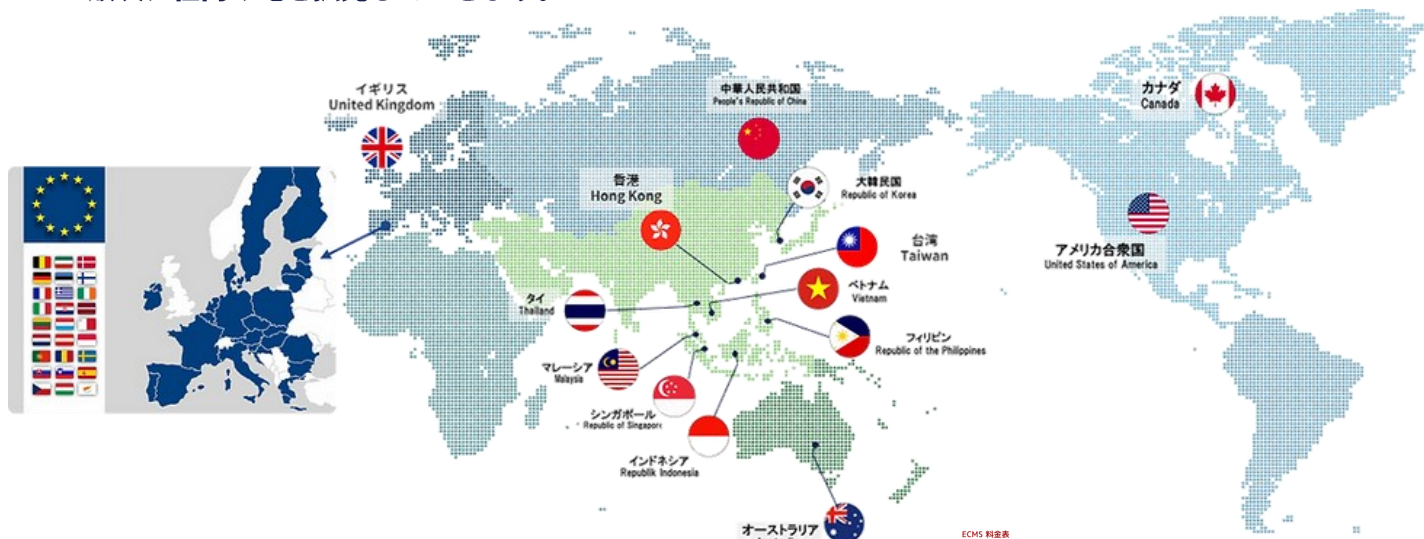 イギリス
United Kingdom
中華人民共和国
People's Republic of China
カナダ
Canada
香港
Hong Kong
大韓民国
Republic of Korea
台湾
Taiwan
アメリカ合衆国
United States of America
タイ
Thailand
ベトナム
Vietnam
フィリピン
Republic of the Philippines
マレーシア
Malaysia
シンガポール
Republic of Singapore
インドネシア
Republik Indonesia
オーストラリア
ECMS 料金表